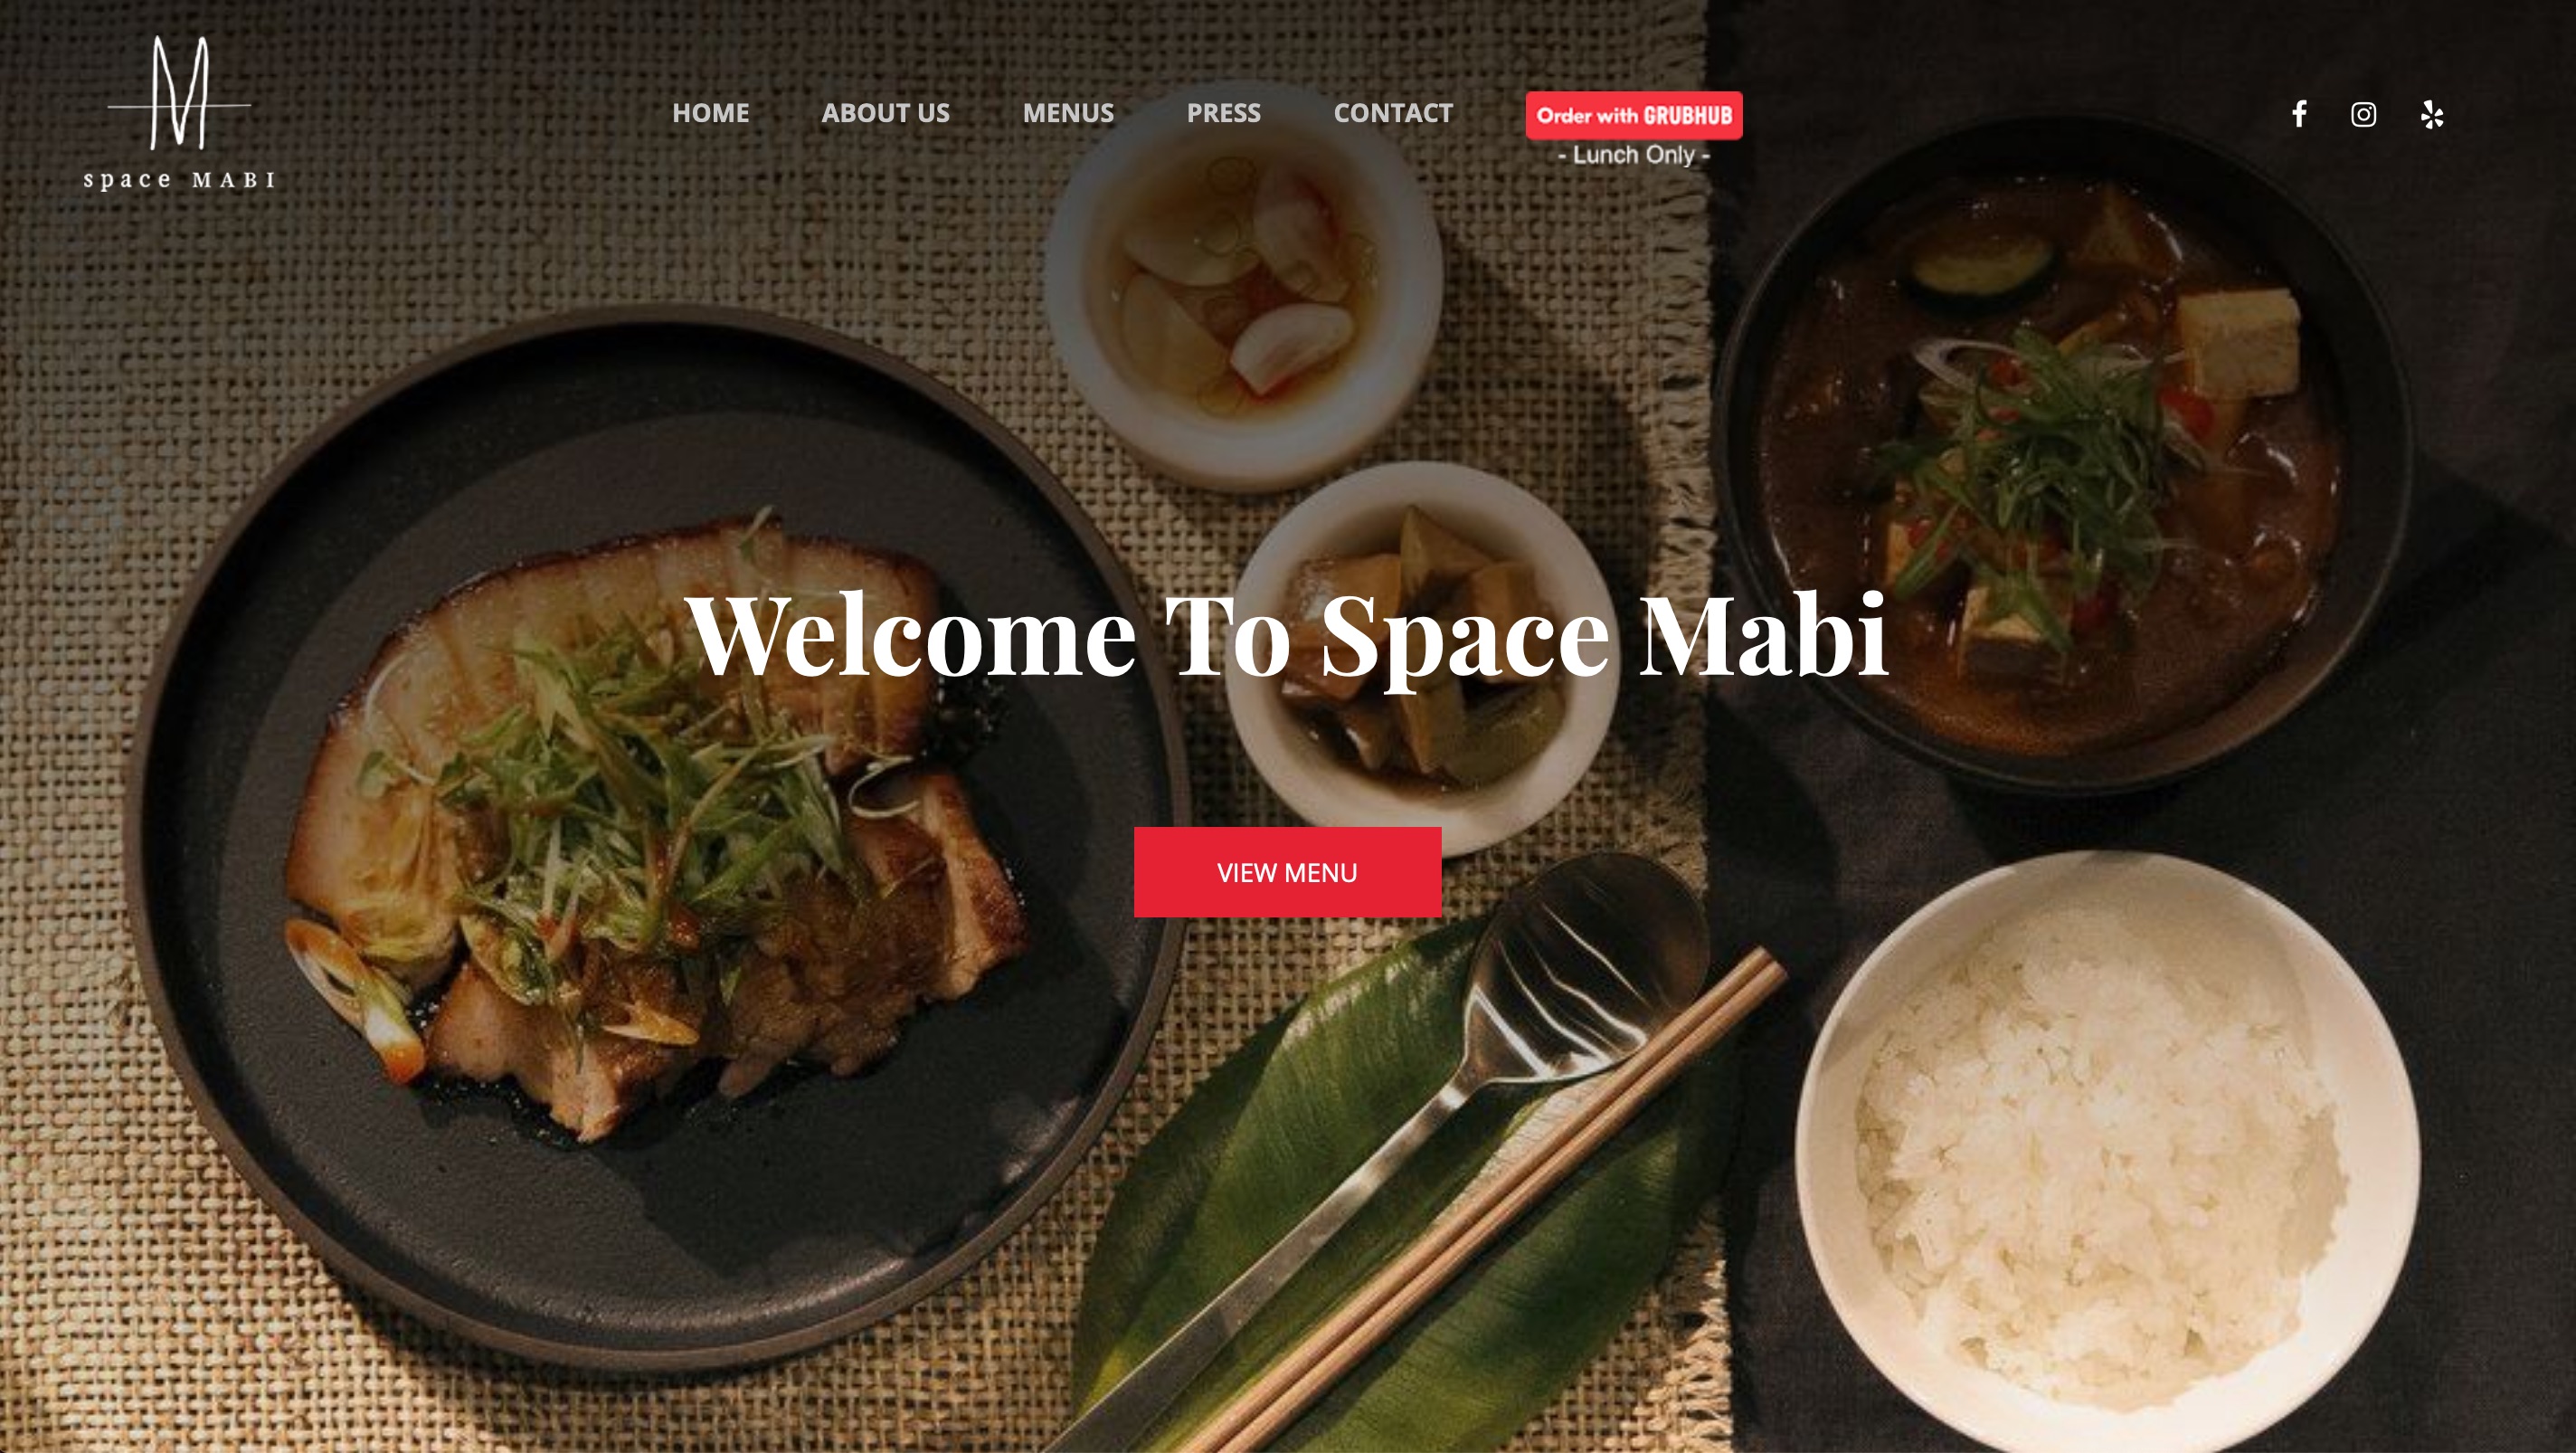 M
space MABI
HOME
ABOUT US
MENUS
PRESS
CONTACT
Order with GRUBHUB
- Lunch Only -
Welcome To Space Mabi
VIEW MENU